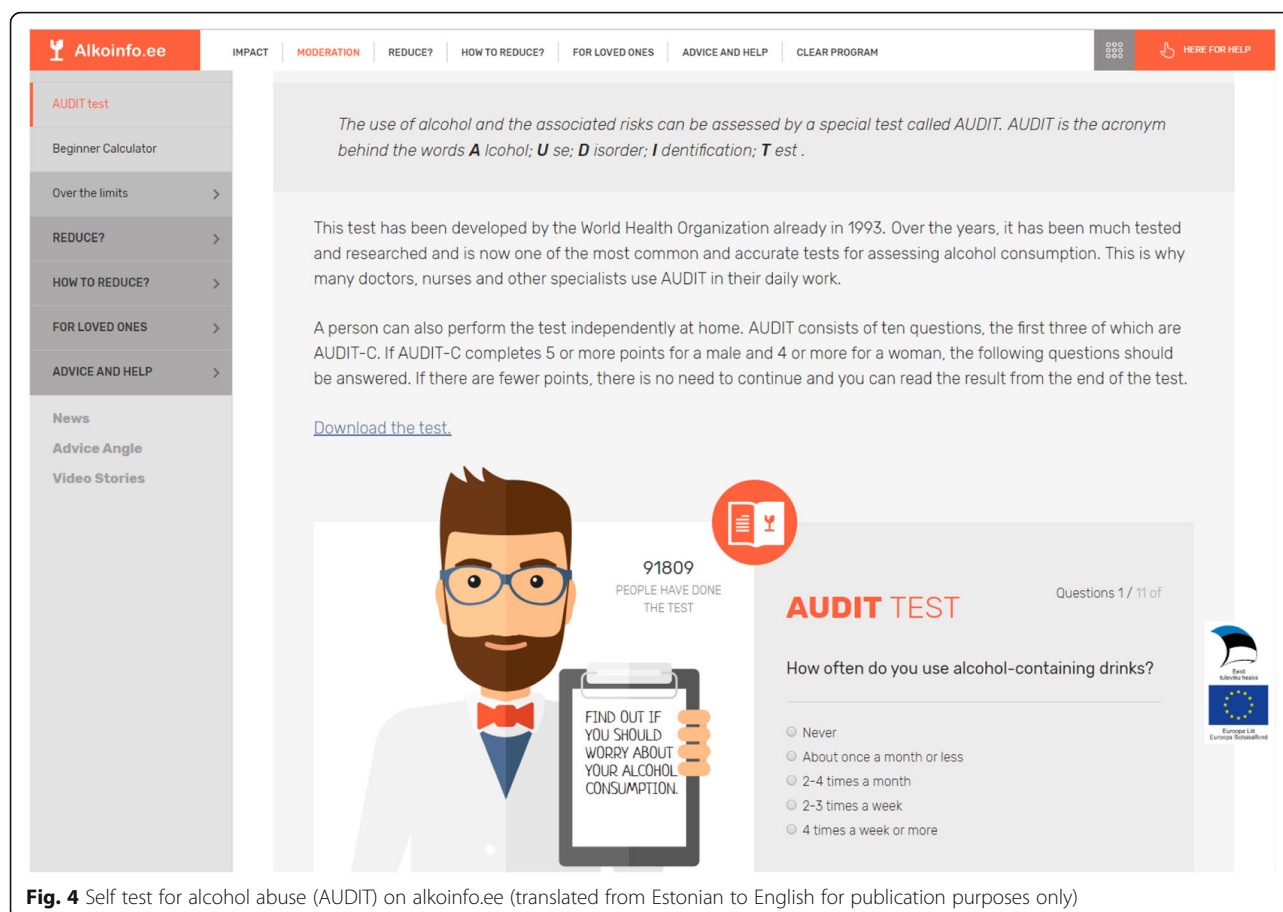 Alkoinfo.ee
IMPACT
MODERATION
REDUCE?
HOW TO REDUCE?
FOR LOVED ONES
ADVICE AND HELP
CLEAR PROGRAM
HERE FOR HELP
AUDIT test
Beginner Calculator
Over the limits
REDUCE?
HOW TO REDUCE?
FOR LOVED ONES
ADVICE AND HELP
News
Advice Angle
Video Stories
The use of alcohol and the associated risks can be assessed by a special test called AUDIT. AUDIT is the acronym
behind the words A lcohol; U se; D isorder; I dentification; T est .
This test has been developed by the World Health Organization already in 1993. Over the years, it has been much tested
and researched and is now one of the most common and accurate tests for assessing alcohol consumption. This is why
many doctors, nurses and other specialists use AUDIT in their daily work.
A person can also perform the test independently at home. AUDIT consists of ten questions, the first three of which are
AUDIT-C. If AUDIT-C completes 5 or more points for a male and 4 or more for a woman, the following questions should
be answered. If there are fewer points, there is no need to continue and you can read the result from the end of the test.
Download the test.
91809
PEOPLE HAVE DONE
THE TEST
FIND OUT IF
YOU SHOULD
WORRY ABOUT
YOUR ALCOHOL
CONSUMPTION.
AUDIT TEST
Questions 1 / 11 of
How often do you use alcohol-containing drinks?
Never
About once a month or less
2-4 times a month
2-3 times a week
4 times a week or more
Eesti
tuleviku heaks
Euroopa Liit
Euroopa Sotsiaalfond
Fig. 4 Self test for alcohol abuse (AUDIT) on alkoinfo.ee (translated from Estonian to English for publication purposes only)